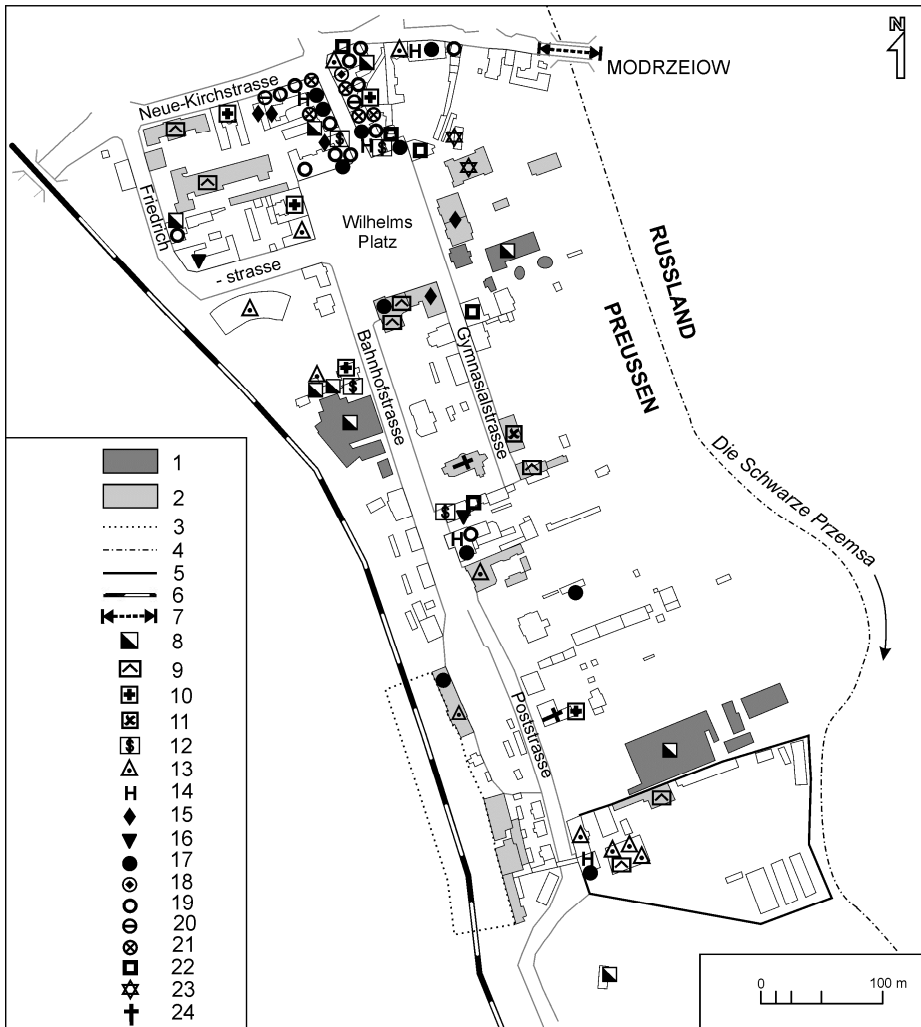 N
MODRZEIOW
Neue-Kirchstrasse
Friedrich
- strasse
Wilhelms
Platz
RUSSLAND
PREUSSEN
Bahnhofstrasse
Gymnasialstrasse
Die Schwarze Przemsa
Poststrasse
H
H
H
H
H
$
$
$
$
1
2
3
4
5
6
7
8
9
10
11
$ 12
13
H 14
15
16
17
18
19
20
21
22
23
24
0 100 m